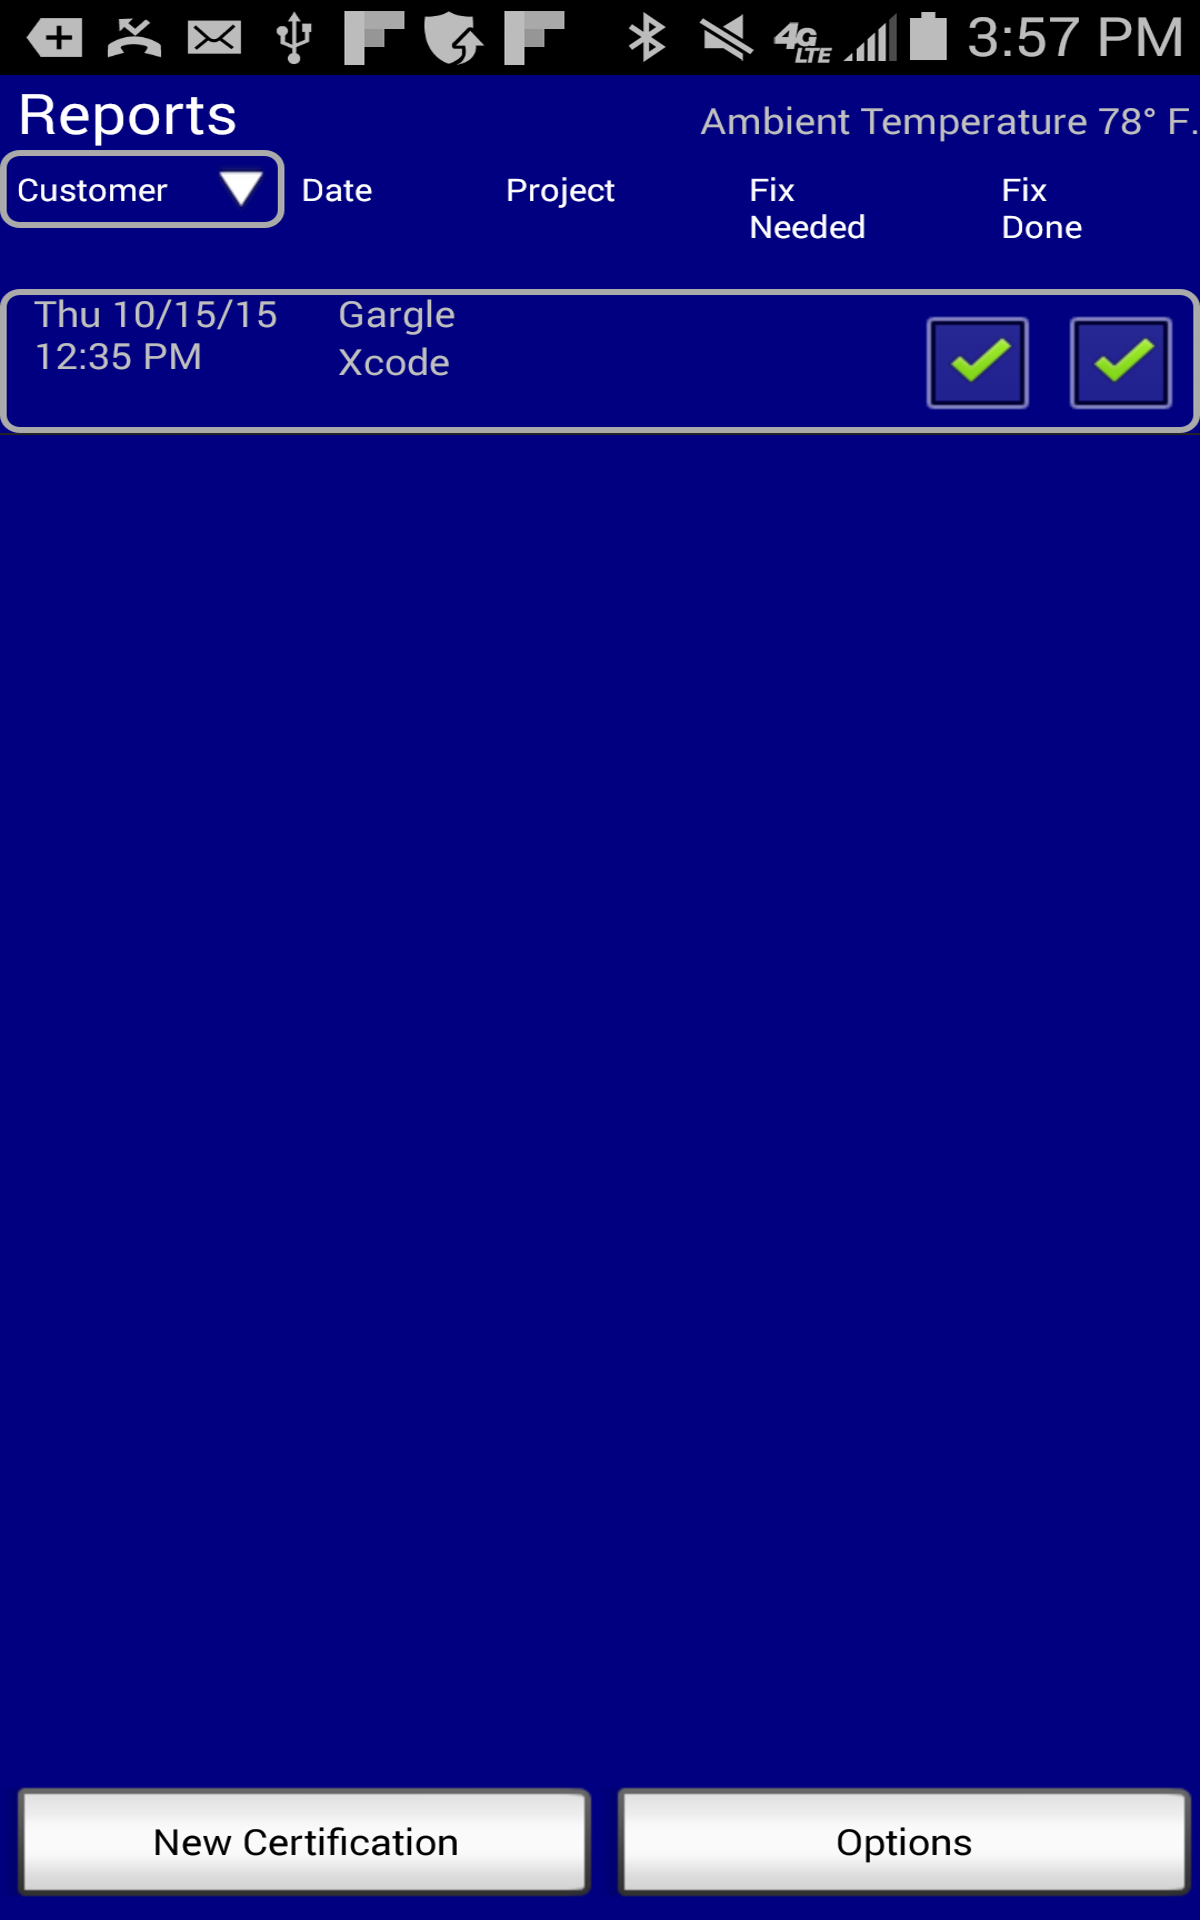 4G LTE 3:57 PM
Reports
Ambient Temperature 78° F.
Customer Date Project Fix Needed Fix Done
Thu 10/15/15 Gargle
12:35 PM Xcode
New Certification Options